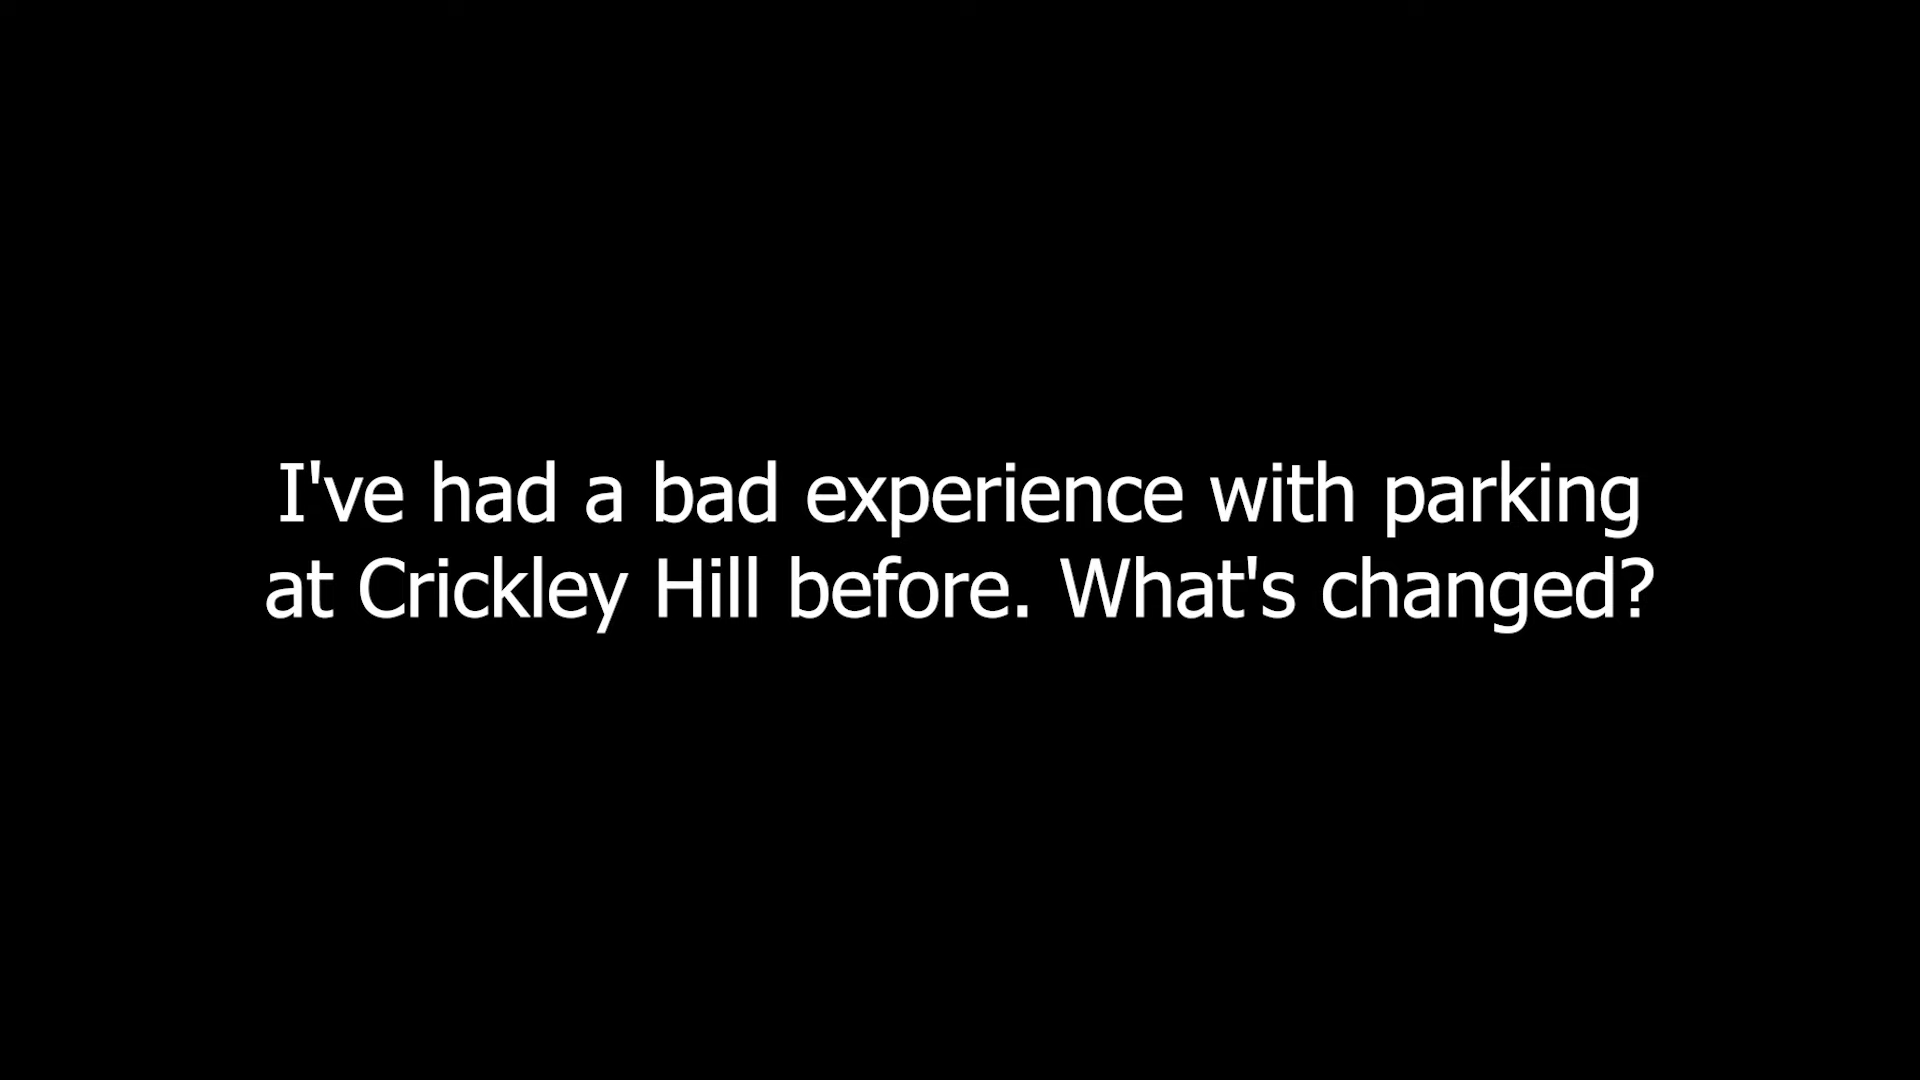 I've had a bad experience with parking
at Crickley Hill before. What's changed?